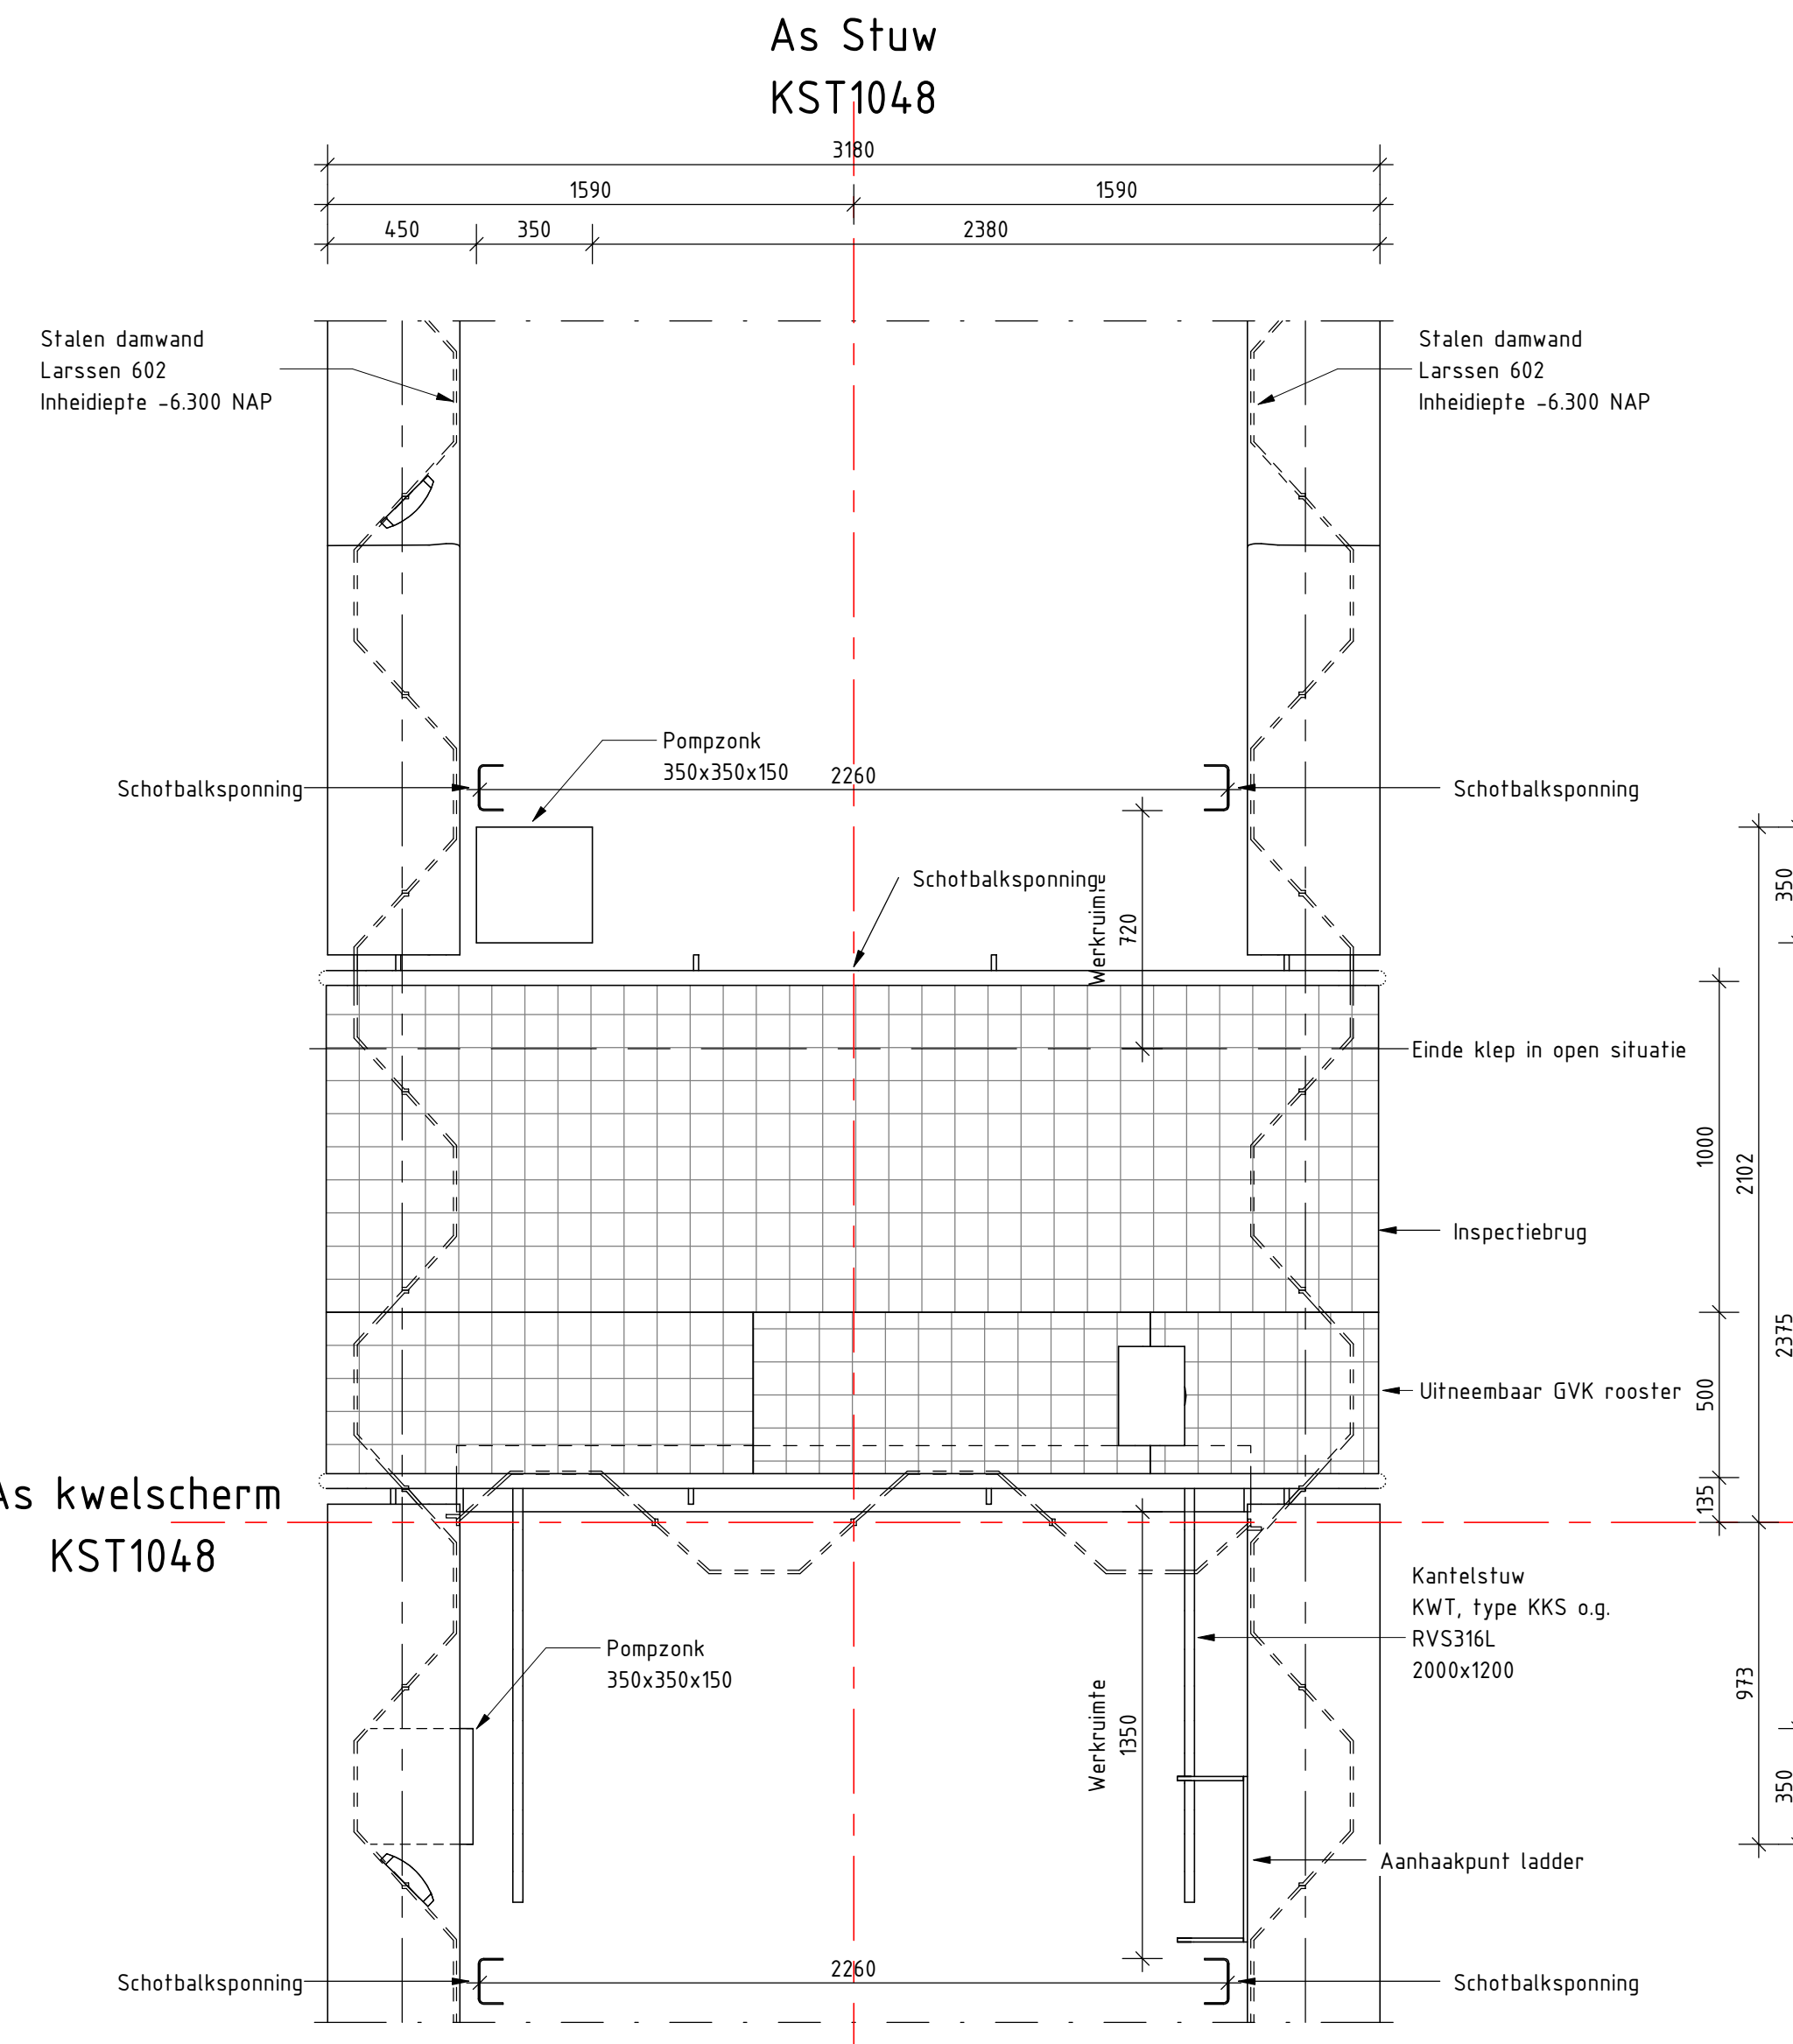 As Stuw
KST1048
3180
1590
1590
450
350
2380
Stalen damwand
Larssen 602
Inheidiepte -6.300 NAP
Stalen damwand
Larssen 602
Inheidiepte -6.300 NAP
Pompzonk
350x350x150
2260
Schotbalksponning
Schotbalksponning
Schotbalksponning
Werkruimte
720
350
Einde klep in open situatie
1000
2102
Inspectiebrug
2375
500
Uitneembaar GVK rooster
135
As kwelscherm
KST1048
Kantelstuw
KWT, type KKS o.g.
RVS316L
2000x1200
Pompzonk
350x350x150
Werkruimte
1350
973
350
Aanhaakpunt ladder
2260
Schotbalksponning
Schotbalksponning